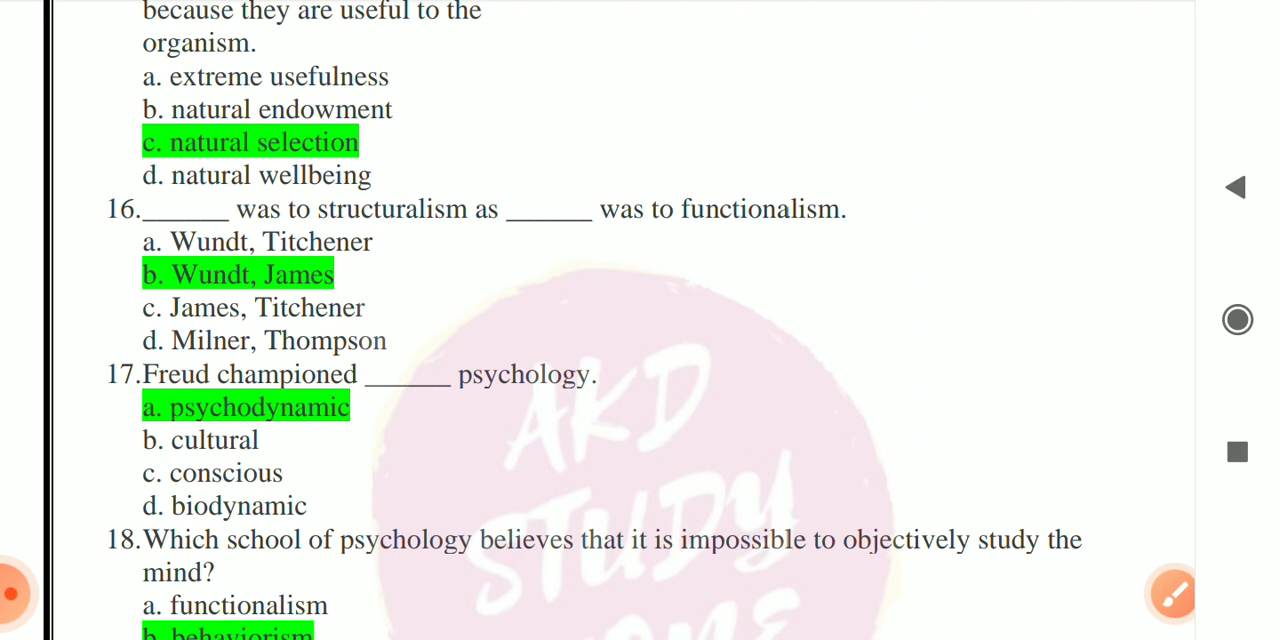 because they are useful to the
organism.
a. extreme usefulness
b. natural endowment
c. natural selection
d. natural wellbeing
16.______ was to structuralism as ______ was to functionalism.
a. Wundt, Titchener
b. Wundt, James
c. James, Titchener
d. Milner, Thompson
17.Freud championed ______ psychology.
a. psychodynamic
b. cultural
c. conscious
d. biodynamic
18.Which school of psychology believes that it is impossible to objectively study the
mind?
a. functionalism
b. behaviorism
AKD
STUDY